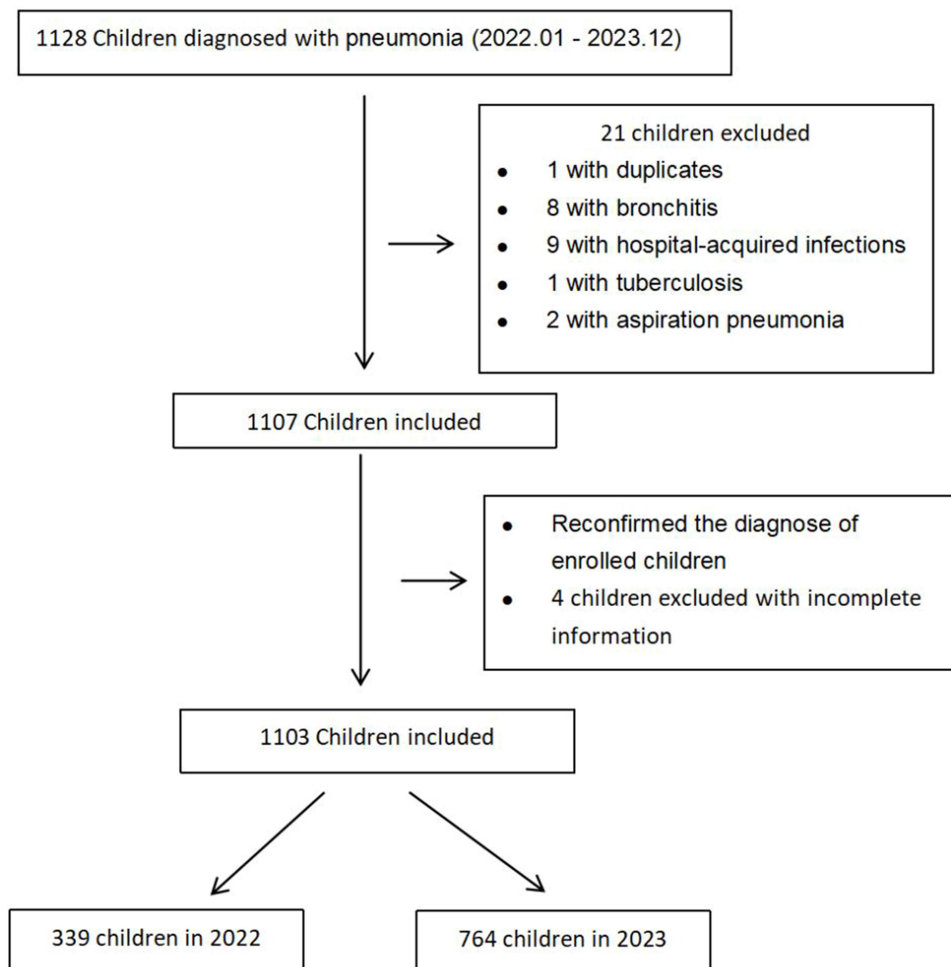 1128 Children diagnosed with pneumonia (2022.01 - 2023.12)
21 children excluded
● 1 with duplicates
● 8 with bronchitis
● 9 with hospital-acquired infections
● 1 with tuberculosis
● 2 with aspiration pneumonia
1107 Children included
● Reconfirmed the diagnose of
enrolled children
● 4 children excluded with incomplete
information
1103 Children included
339 children in 2022
764 children in 2023